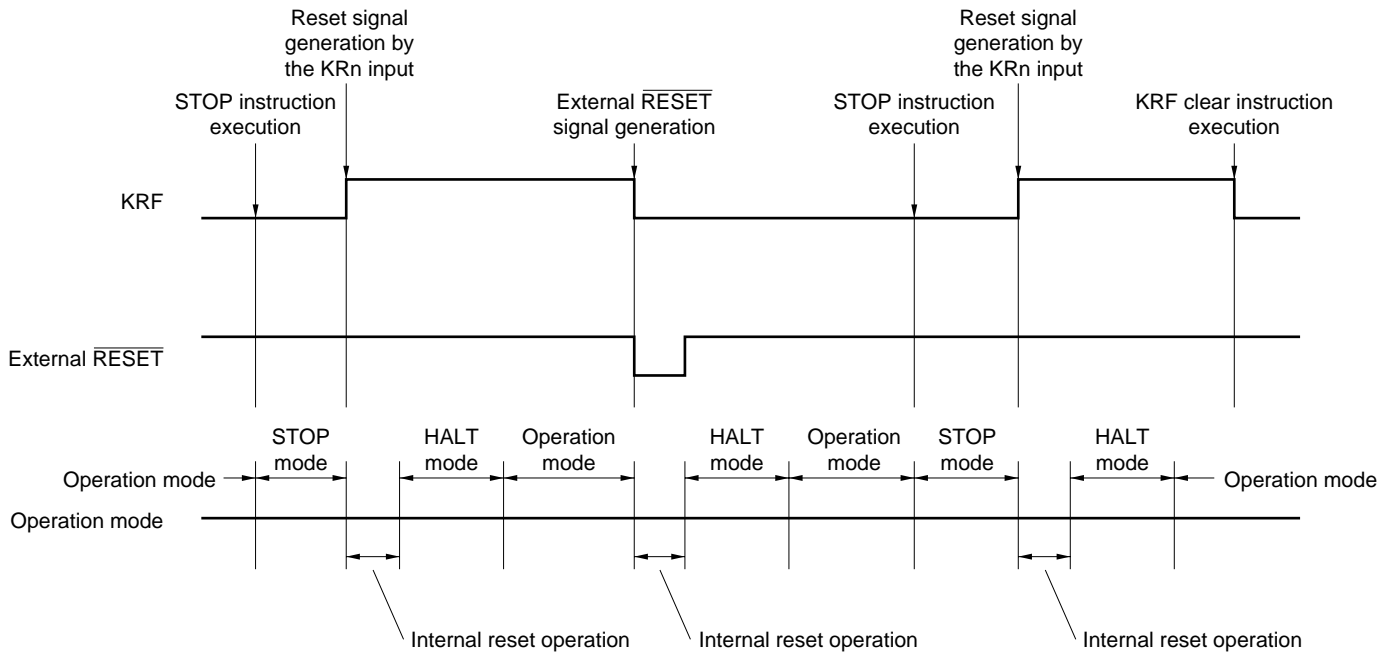 Reset signal
generation by
the KRn input
Reset signal
generation by
the KRn input
STOP instruction
execution
External RESET
signal generation
STOP instruction
execution
KRF clear instruction
execution
KRF
External RESET
STOP
mode
HALT
mode
Operation
mode
HALT
mode
Operation
mode
STOP
mode
HALT
mode
Operation mode
Operation mode
Operation mode
Internal reset operation
Internal reset operation
Internal reset operation